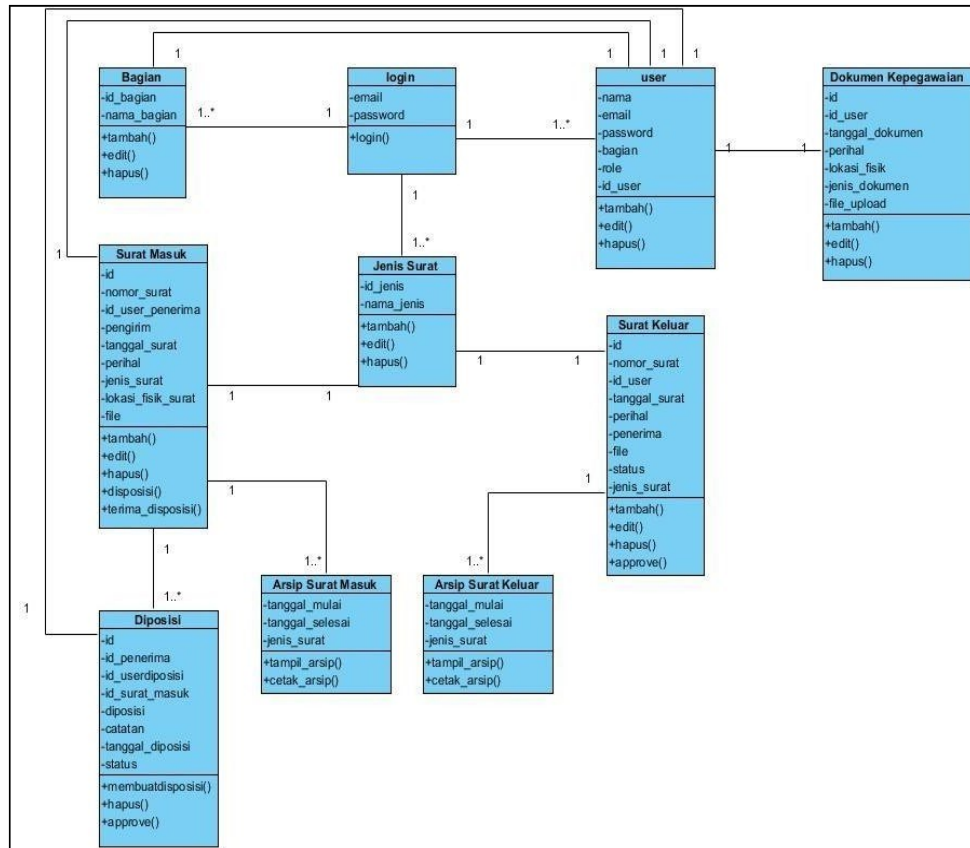 1
1
1
1
Bagian
-id_bagian
-nama_bagian
+tambah()
+edit()
+hapus()
1..*
1
login
-email
-password
+login()
1
1..*
user
-nama
-email
-password
-bagian
-role
-id_user
+tambah()
+edit()
+hapus()
1
1
Dokumen Kepegawaian
-id
-id_user
-tanggal_dokumen
-perihal
-lokasi_fisik
-jenis_dokumen
-file_upload
+tambah()
+edit()
+hapus()
1
1..*
1
Surat Masuk
-id
-nomor_surat
-id_user_penerima
-pengirim
-tanggal_surat
-perihal
-jenis_surat
-lokasi_fisik_surat
-file
+tambah()
+edit()
+hapus()
+disposisi()
+terima_disposisi()
Jenis Surat
-id_jenis
-nama_jenis
+tambah()
+edit()
+hapus()
1
1
1
1
Surat Keluar
-id
-nomor_surat
-id_user
-tanggal_surat
-perihal
-penerima
-file
-status
-jenis_surat
+tambah()
+edit()
+hapus()
+approve()
1
1
1
1..*
1..*
1..*
1
Arsip Surat Masuk
-tanggal_mulai
-tanggal_selesai
-jenis_surat
+tampil_arsip()
+cetak_arsip()
Arsip Surat Keluar
-tanggal_mulai
-tanggal_selesai
-jenis_surat
+tampil_arsip()
+cetak_arsip()
Diposisi
-id
-id_penerima
-id_userdiposisi
-id_surat_masuk
-diposisi
-catatan
-tanggal_diposisi
-status
+membuatdisposisi()
+hapus()
+approve()